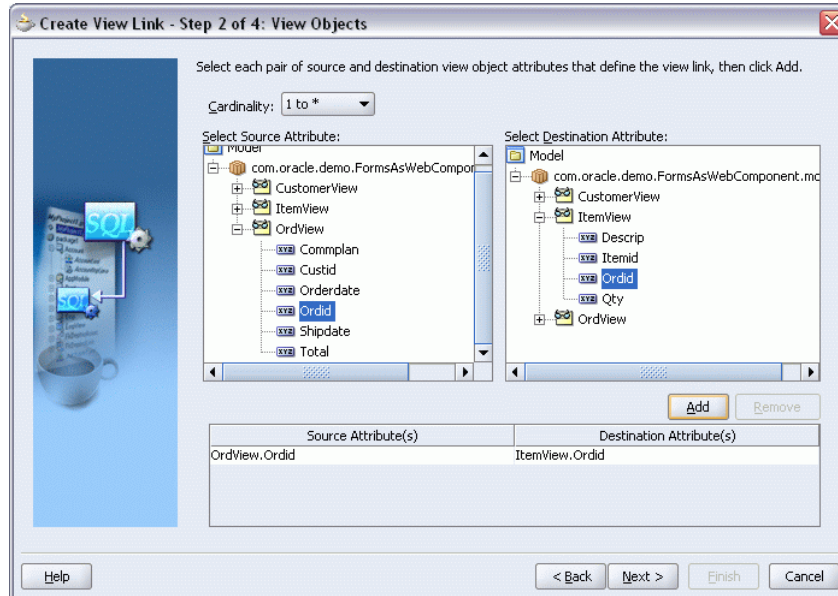 Create View Link - Step 2 of 4: View Objects
Select each pair of source and destination view object attributes that define the view link, then click Add.
Cardinality: 1 to *
Select Source Attribute:
Model
com.oracle.demo.FormsAsWebCompor
CustomerView
ItemView
OrdView
Commplan
Custid
Orderdate
Ordid
Shipdate
Total
Select Destination Attribute:
Model
com.oracle.demo.FormsAsWebComponent.mc
CustomerView
ItemView
Descrip
Itemid
Ordid
Qty
OrdView
Add Remove
Source Attribute(s) Destination Attribute(s)
OrdView.Ordid ItemView.Ordid
Help < Back Next > Finish Cancel
SQL
SQL